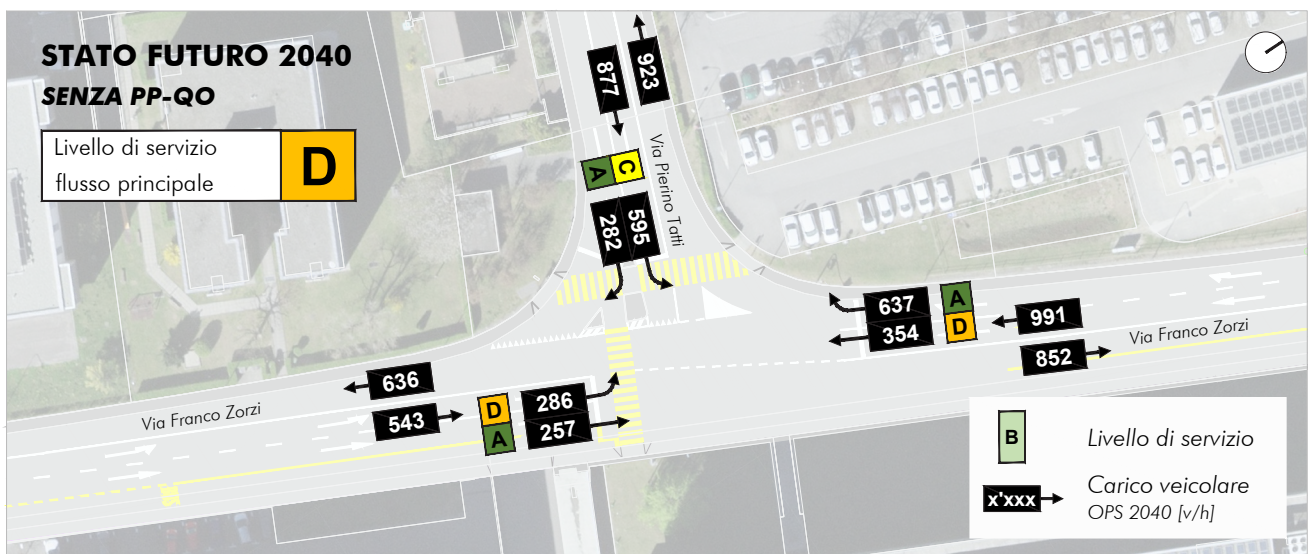 STATO FUTURO 2040
SENZA PP-QO
Livello di servizio
flusso principale
D
877
923
Via Pierino Tatti
A
C
282
595
637
354
A
D
991
852
Via Franco Zorzi
636
543
Via Franco Zorzi
D
A
286
257
B
Livello di servizio
x'xxx
Carico veicolare
OPS 2040 [v/h]